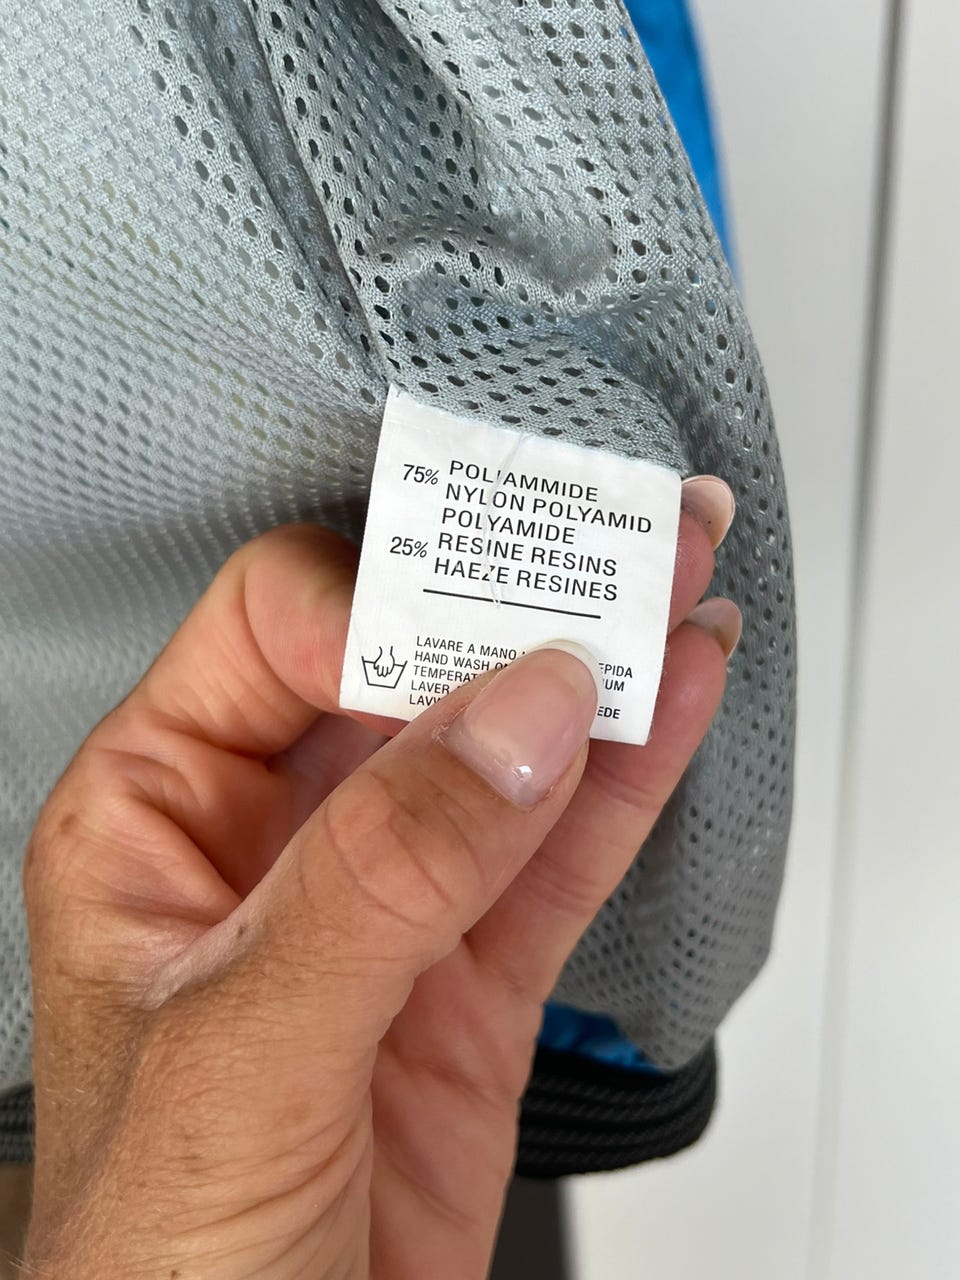 75% POLIAMMIDE
NYLON POLYAMID
POLYAMIDE
25% RESINE RESINS
HAEZE RESINES
LAVARE A MANO EPIDA
HAND WASH UM
TEMPERAT
LAVER
LAVW EDE